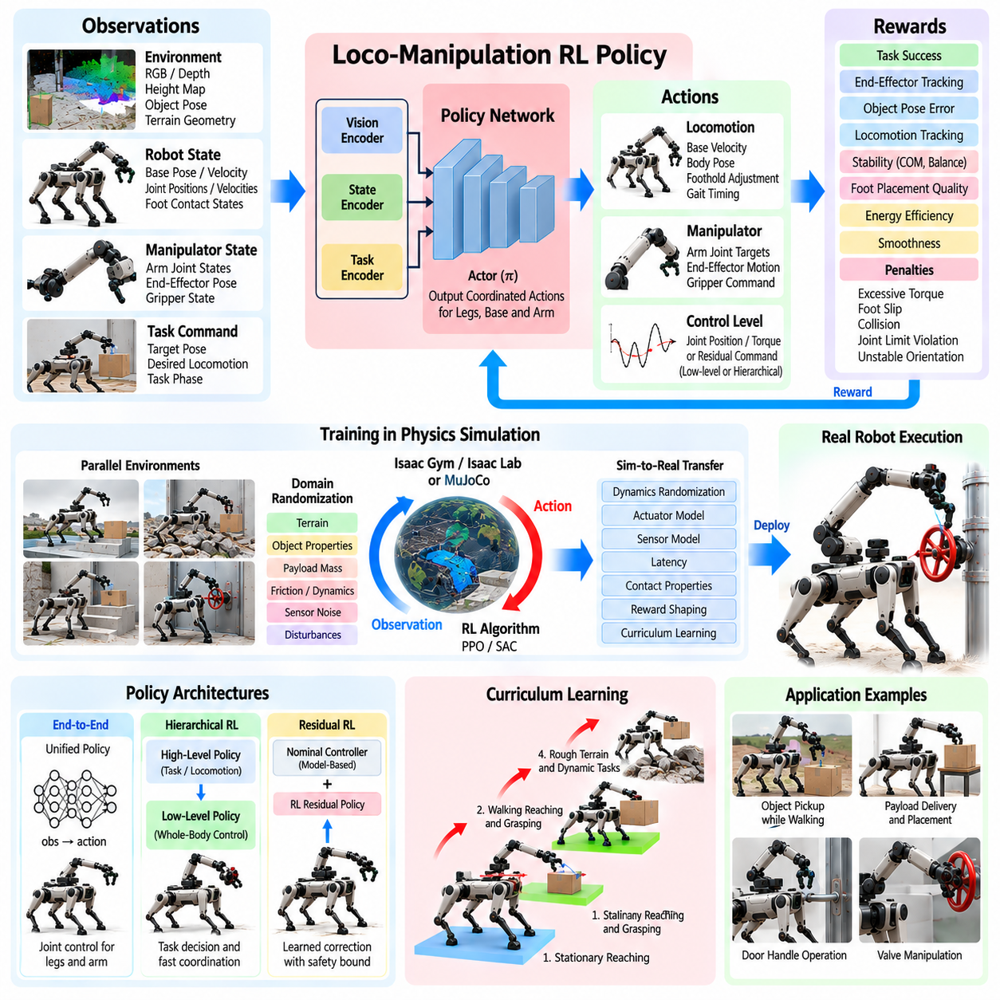 Observations
Environment
RGB / Depth
Height Map
Object Pose
Terrain Geometry
Robot State
Base Pose / Velocity
Joint Positions / Velocities
Foot Contact States
Manipulator State
Arm Joint States
End-Effector Pose
Gripper State
Task Command
Target Pose
Desired Locomotion
Task Phase
Loco-Manipulation RL Policy
Vision
Encoder
State
Encoder
Task
Encoder
Policy Network
Actor (π)
Output Coordinated Actions
for Legs, Base and Arm
Actions
Locomotion
Base Velocity
Body Pose
Foothold Adjustment
Gait Timing
Manipulator
Arm Joint Targets
End-Effector Motion
Gripper Command
Control Level
Joint Position / Torque
or Residual Command
(Low-level or Hierarchical)
Rewards
Task Success
End-Effector Tracking
Object Pose Error
Locomotion Tracking
Stability (COM, Balance)
Foot Placement Quality
Energy Efficiency
Smoothness
Penalties
Excessive Torque
Foot Slip
Collision
Joint Limit Violation
Unstable Orientation
Reward
Training in Physics Simulation
Parallel Environments
Domain
Randomization
Terrain
Object Properties
Payload Mass
Friction / Dynamics
Sensor Noise
Disturbances
Isaac Gym / Isaac Lab
or MuJoCo
Action
Observation
RL Algorithm
PPO / SAC
Sim-to-Real Transfer
Dynamics Randomization
Actuator Model
Sensor Model
Latency
Contact Properties
Reward Shaping
Curriculum Learning
Deploy
Real Robot Execution
Policy Architectures
End-to-End
Unified Policy
obs → action
Joint control for
legs and arm
Hierarchical RL
High-Level Policy
(Task / Locomotion)
Low-Level Policy
(Whole-Body Control)
Task decision and
fast coordination
Residual RL
Nominal Controller
(Model-Based)
+
RL Residual Policy
Learned correction
with safety bound
Curriculum Learning
4. Rough Terrain
and Dynamic Tasks
2. Walking Reaching
and Grasping
1. Reaching
and Grasping
1. Stationary Reaching
Application Examples
Object Pickup
while Walking
Payload Delivery
and Placement
Door Handle Operation
Valve Manipulation